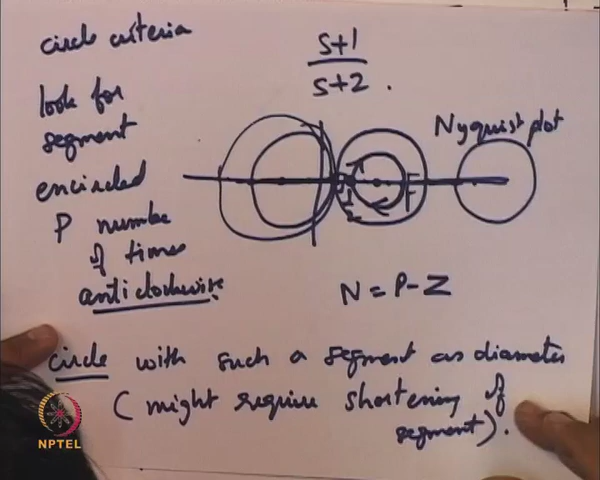 circle criteria
s+1
s+2 .
look for
segment
Nyquist plot
encircled
P number
of times
anticlockwise
N = P - Z
circle with such a segment as diameter
( might require shortening of
segment).
NPTEL